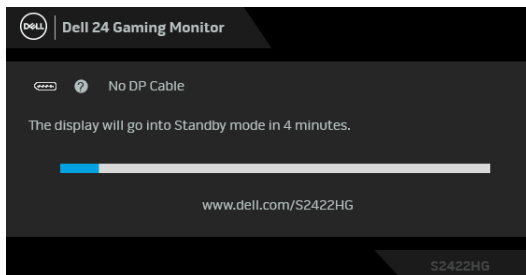 DELL
Dell 24 Gaming Monitor
No DP Cable
The display will go into Standby mode in 4 minutes.
www.dell.com/S2422HG
S2422HG